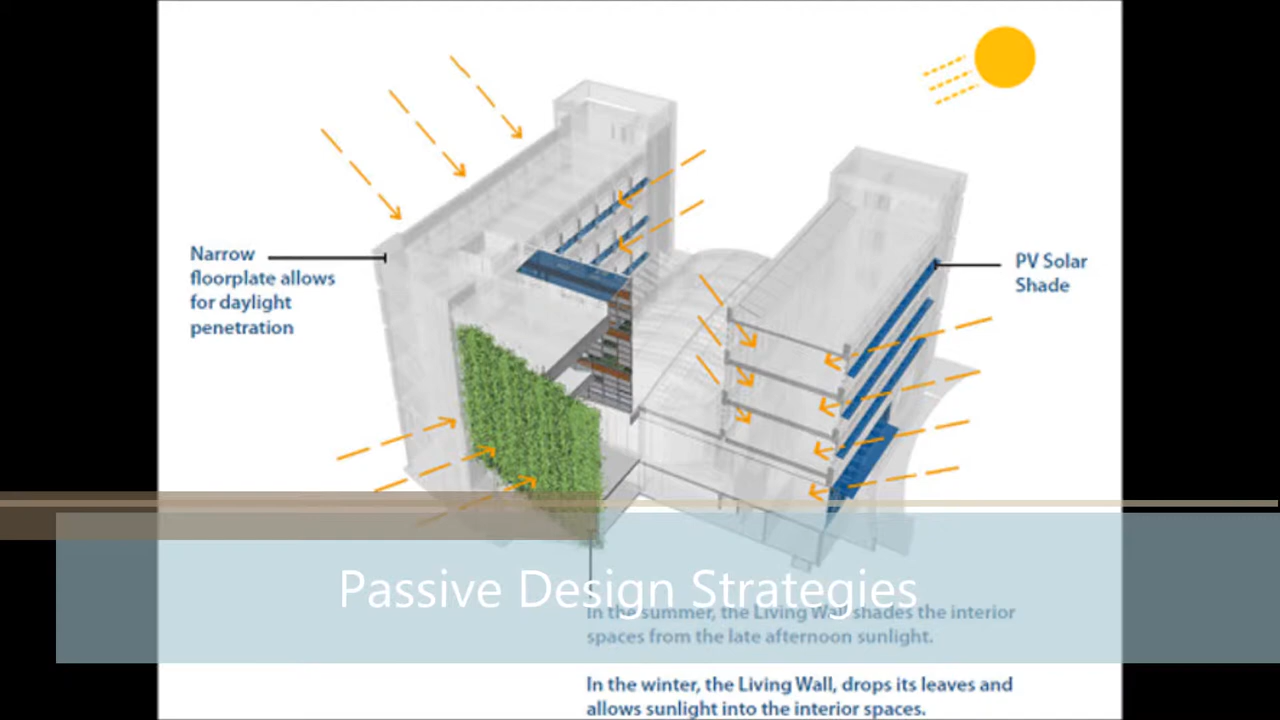 Narrow
floorplate allows
for daylight
penetration
PV Solar
Shade
Passive Design Strategies
In the summer, the Living Wall shades the interior
spaces from the late afternoon sunlight.
In the winter, the Living Wall, drops its leaves and
allows sunlight into the interior spaces.